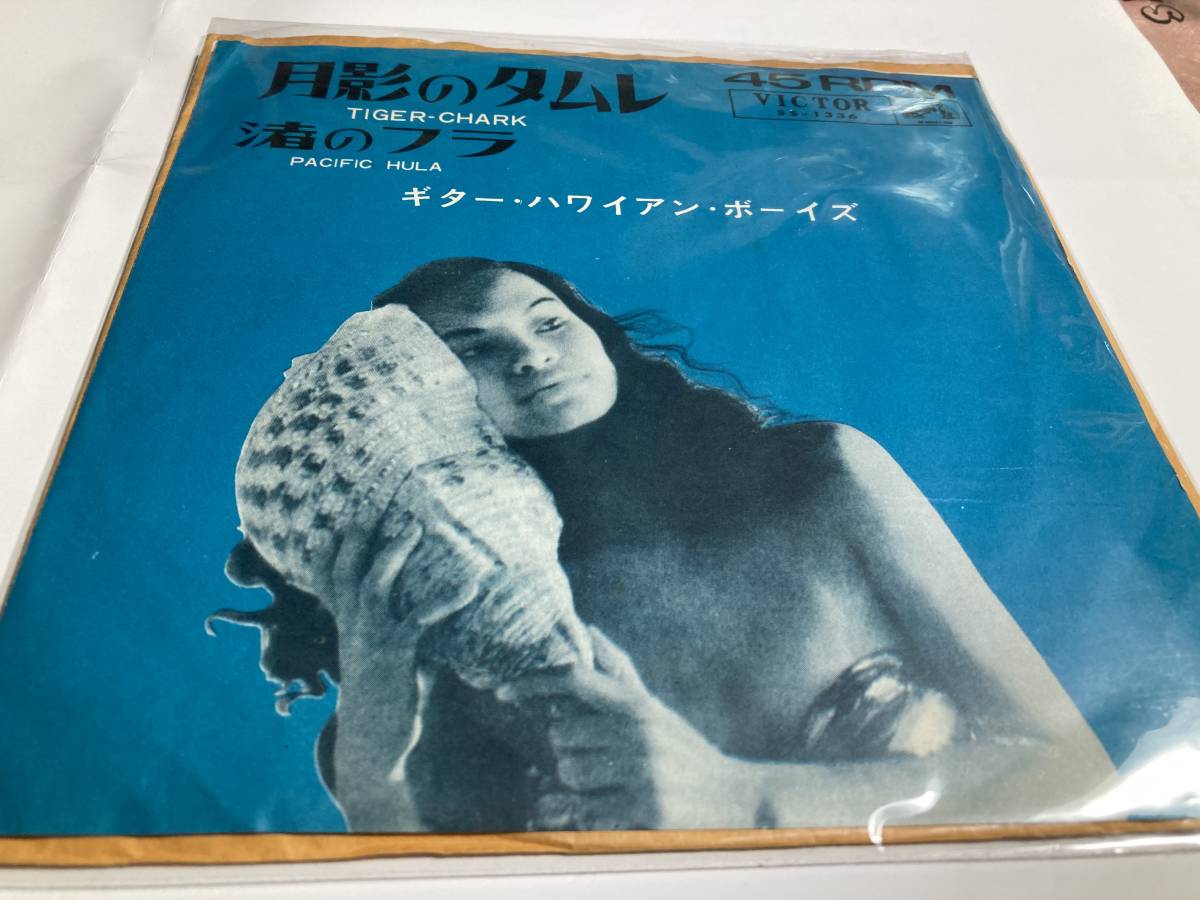 月影のタムレ
TIGER-CHARK
渚のフラ
PACIFIC HULA
ギター・ハワイアン・ボーイズ
45 RPM
VICTOR
SS-1336